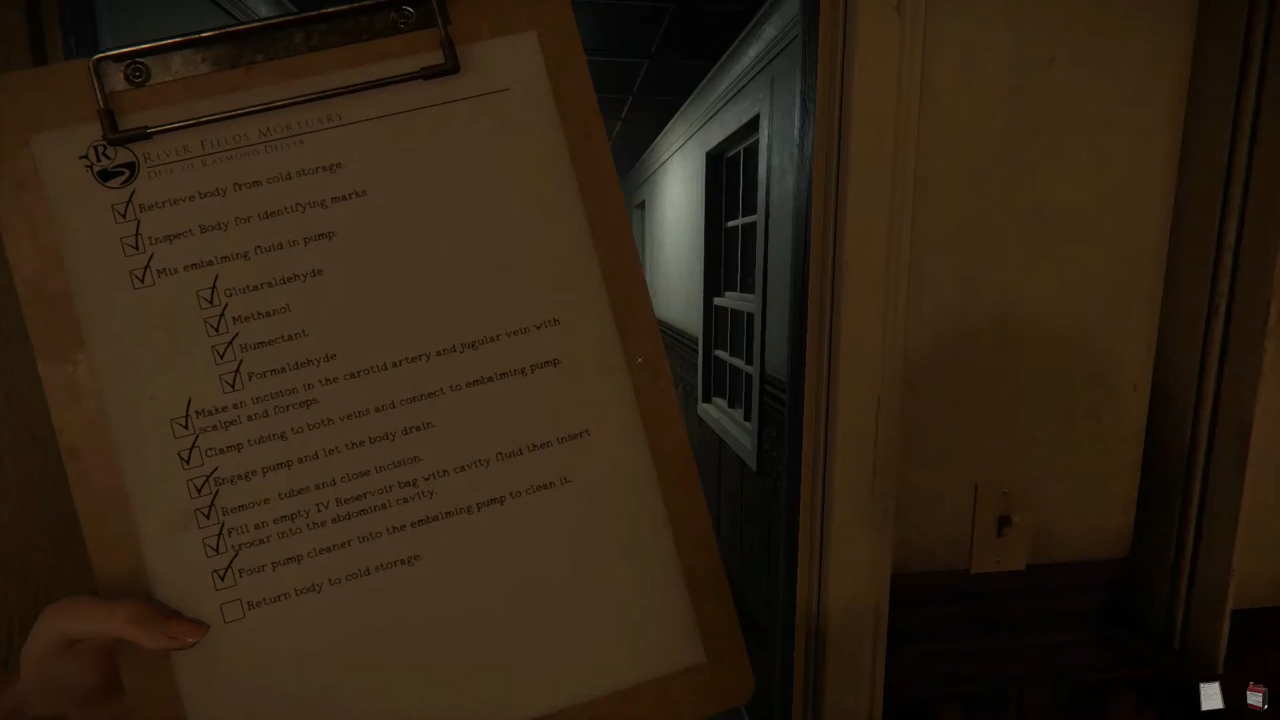 R
RIVER FIELDS MORTUARY
DESK OF RAYMOND DELVER
Retrieve body from cold storage.
Inspect Body for identifying marks
Mix embalming fluid in pump.
Glutaraldehyde
Methanol
Humectant
Formaldehyde
Make an incision in the carotid artery and jugular vein with
scalpel and forceps.
Clamp tubing to both veins and connect to embalming pump.
Engage pump and let the body drain.
Remove tubes and close incision.
Fill an empty IV Reservoir bag with cavity fluid then insert
trocar into the abdominal cavity.
Pour pump cleaner into the embalming pump to clean it.
Return body to cold storage.